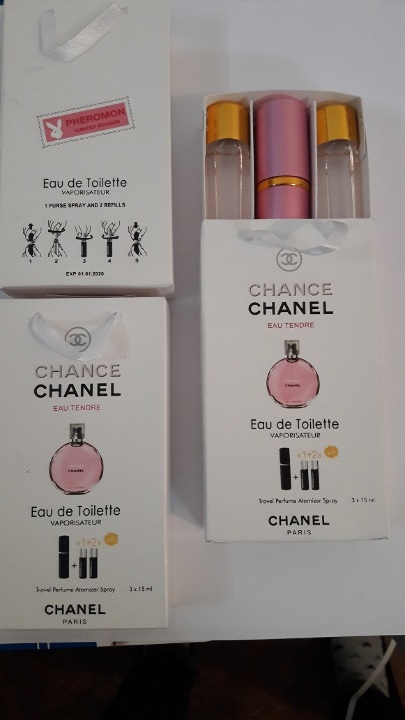 PHEROMON
LIMITED EDITION
Eau de Toilette
VAPORISATEUR
1 PURSE SPRAY AND 2 REFILLS
1 2 3 4 5
EXP 01.01.2020
CHANCE
CHANEL
EAU TENDRE
CHANEL
Eau de Toilette
VAPORISATEUR
«1+2»
+
Travel Perfume Atomizer Spray 3 x 15 ml
CHANEL
PARIS
CHANCE
CHANEL
EAU TENDRE
CHANEL
Eau de Toilette
VAPORISATEUR
«1+2»
+
Travel Perfume Atomizer Spray 3 x 15 ml
CHANEL
PARIS